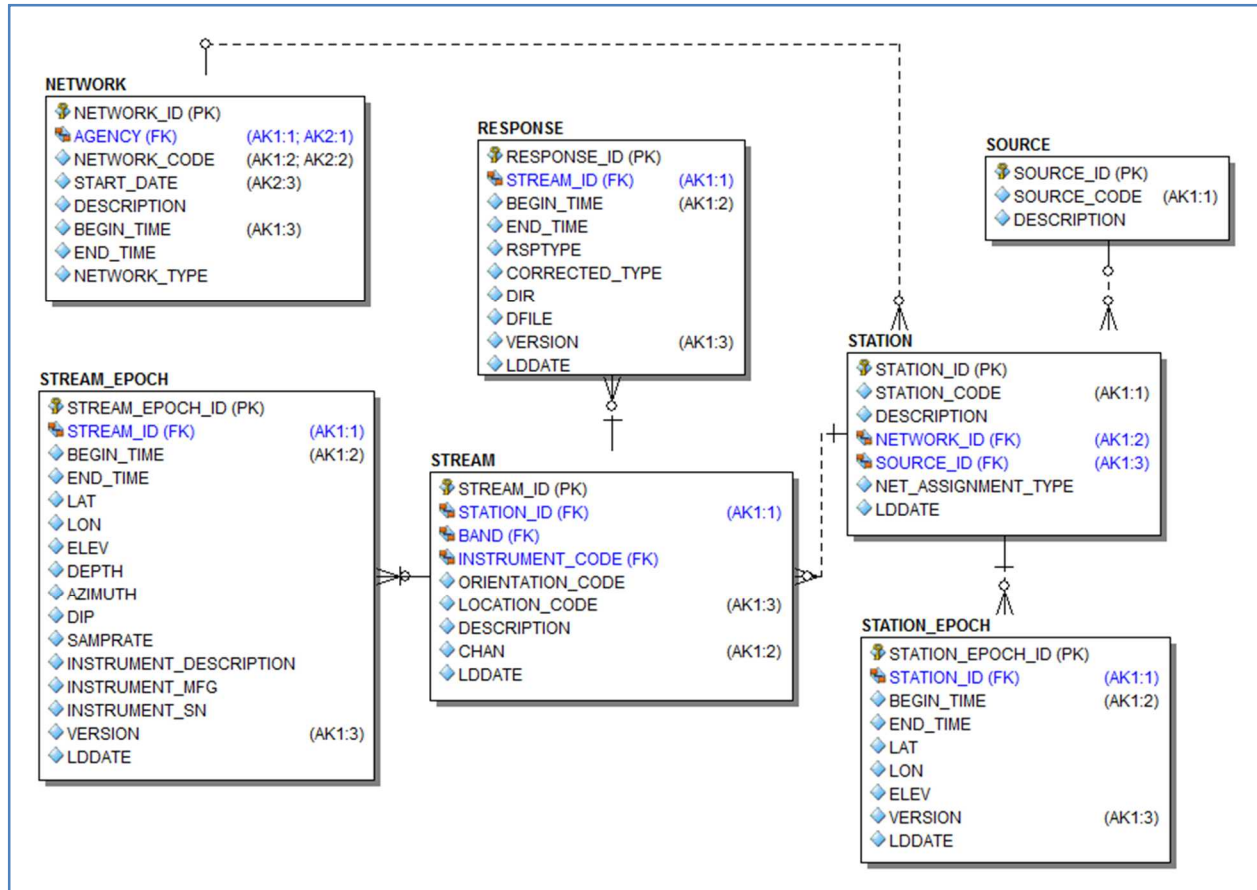 NETWORK
NETWORK_ID (PK)
AGENCY (FK) (AK1:1; AK2:1)
NETWORK_CODE (AK1:2; AK2:2)
START_DATE (AK2:3)
DESCRIPTION
BEGIN_TIME (AK1:3)
END_TIME
NETWORK_TYPE
RESPONSE
RESPONSE_ID (PK)
STREAM_ID (FK) (AK1:1)
BEGIN_TIME (AK1:2)
END_TIME
RSPTYPE
CORRECTED_TYPE
DIR
DFILE
VERSION (AK1:3)
LDDATE
SOURCE
SOURCE_ID (PK)
SOURCE_CODE (AK1:1)
DESCRIPTION
STREAM_EPOCH
STREAM_EPOCH_ID (PK)
STREAM_ID (FK) (AK1:1)
BEGIN_TIME (AK1:2)
END_TIME
LAT
LON
ELEV
DEPTH
AZIMUTH
DIP
SAMPRATE
INSTRUMENT_DESCRIPTION
INSTRUMENT_MFG
INSTRUMENT_SN
VERSION (AK1:3)
LDDATE
STREAM
STREAM_ID (PK)
STATION_ID (FK) (AK1:1)
BAND (FK)
INSTRUMENT_CODE (FK)
ORIENTATION_CODE
LOCATION_CODE (AK1:3)
DESCRIPTION
CHAN (AK1:2)
LDDATE
STATION
STATION_ID (PK)
STATION_CODE (AK1:1)
DESCRIPTION
NETWORK_ID (FK) (AK1:2)
SOURCE_ID (FK) (AK1:3)
NET_ASSIGNMENT_TYPE
LDDATE
STATION_EPOCH
STATION_EPOCH_ID (PK)
STATION_ID (FK) (AK1:1)
BEGIN_TIME (AK1:2)
END_TIME
LAT
LON
ELEV
VERSION (AK1:3)
LDDATE